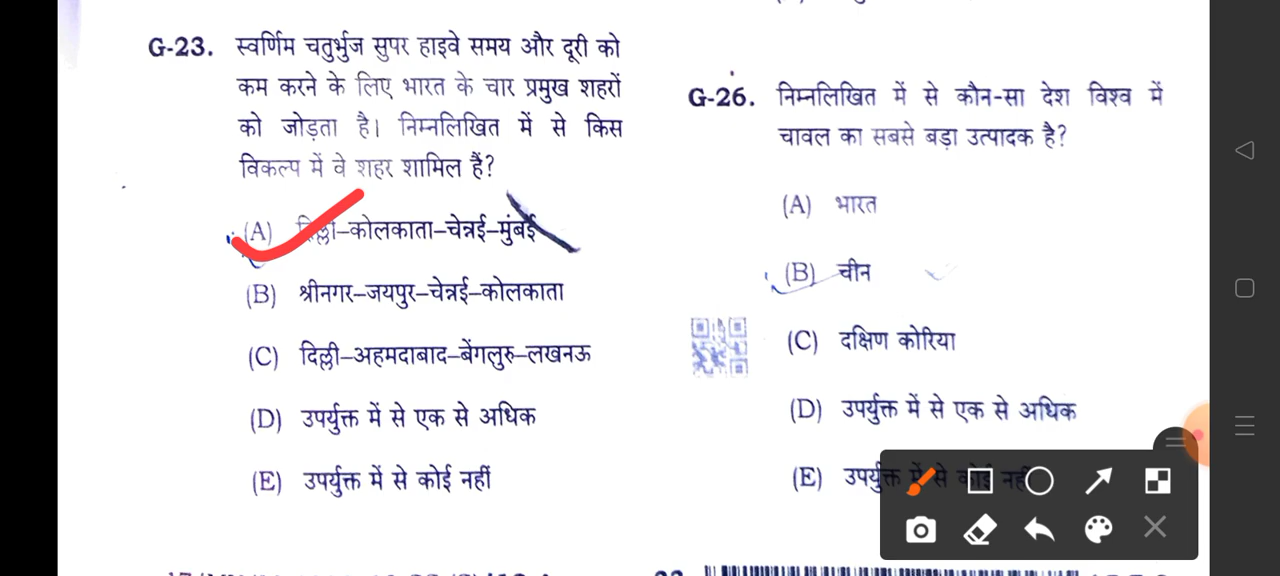 G-23. स्वर्णिम चतुर्भुज सुपर हाइवे समय और दूरी को
कम करने के लिए भारत के चार प्रमुख शहरों
को जोड़ता है। निम्नलिखित में से किस
विकल्प में वे शहर शामिल हैं?
(A) दिल्ली–कोलकाता–चेन्नई–मुंबई
(B) श्रीनगर–जयपुर–चेन्नई–कोलकाता
(C) दिल्ली–अहमदाबाद–बेंगलुरु–लखनऊ
(D) उपर्युक्त में से एक से अधिक
(E) उपर्युक्त में से कोई नहीं
G-26. निम्नलिखित में से कौन-सा देश विश्व में
चावल का सबसे बड़ा उत्पादक है?
(A) भारत
(B) चीन
(C) दक्षिण कोरिया
(D) उपर्युक्त में से एक से अधिक
(E) उपर्युक्त में से कोई नहीं